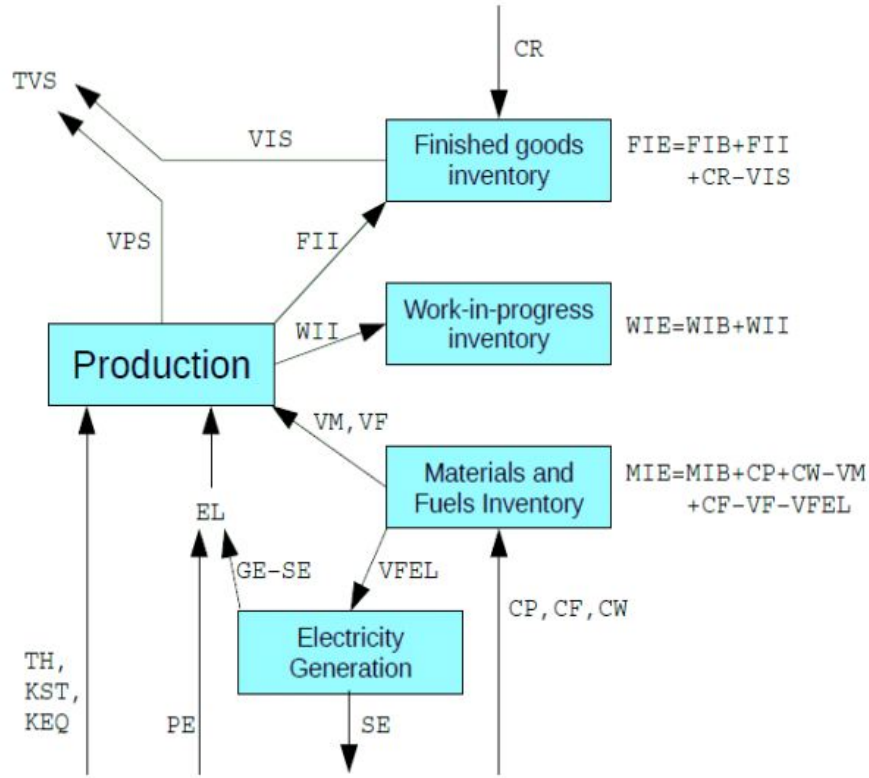 CR
TVS
VIS
Finished goods
inventory
FIE=FIB+FII
+CR-VIS
VPS
FII
Work-in-progress
inventory
WIE=WIB+WII
WII
Production
VM,VF
Materials and
Fuels Inventory
MIE=MIB+CP+CW-VM
+CF-VF-VFEL
EL
GE-SE
VFEL
CP,CF,CW
Electricity
Generation
TH,
KST,
KEQ
PE
SE